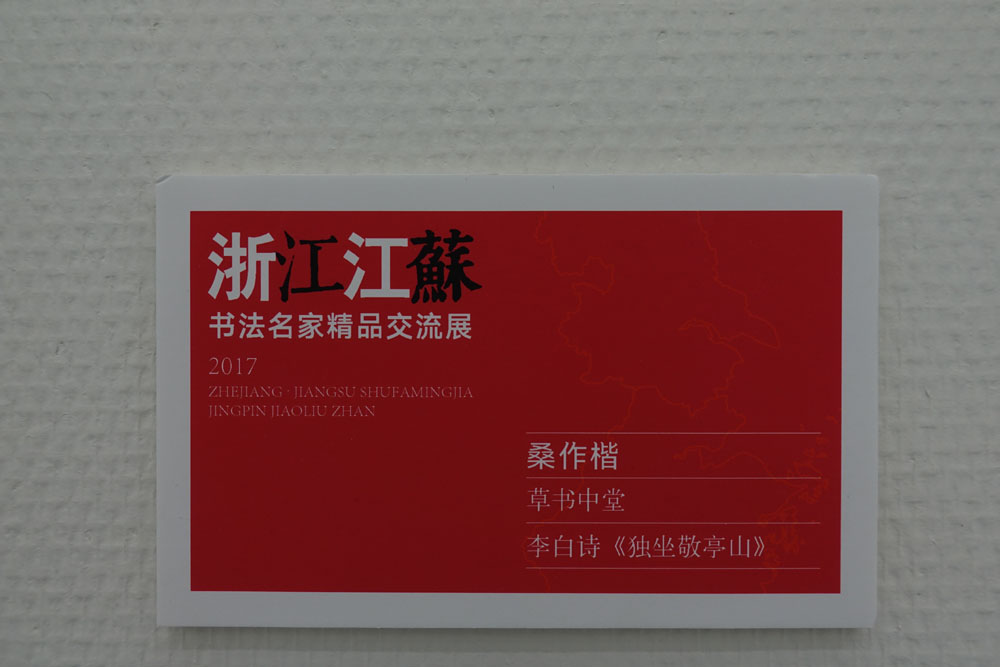 浙江江蘇
书法名家精品交流展
2017
ZHEJIANG · JIANGSU SHUFAMINGJIA
JINGPIN JIAOLIU ZHAN
桑作楷
草书中堂
李白诗《独坐敬亭山》